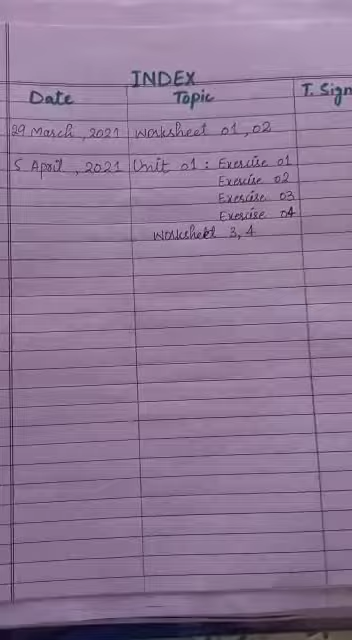 INDEX
Date Topic T. Sign
29 March, 2021 Worksheet 01, 02
5 April, 2021 Unit 01 : Exercise 01
Exercise 02
Exercise 03
Exercise 04
Worksheet 3, 4